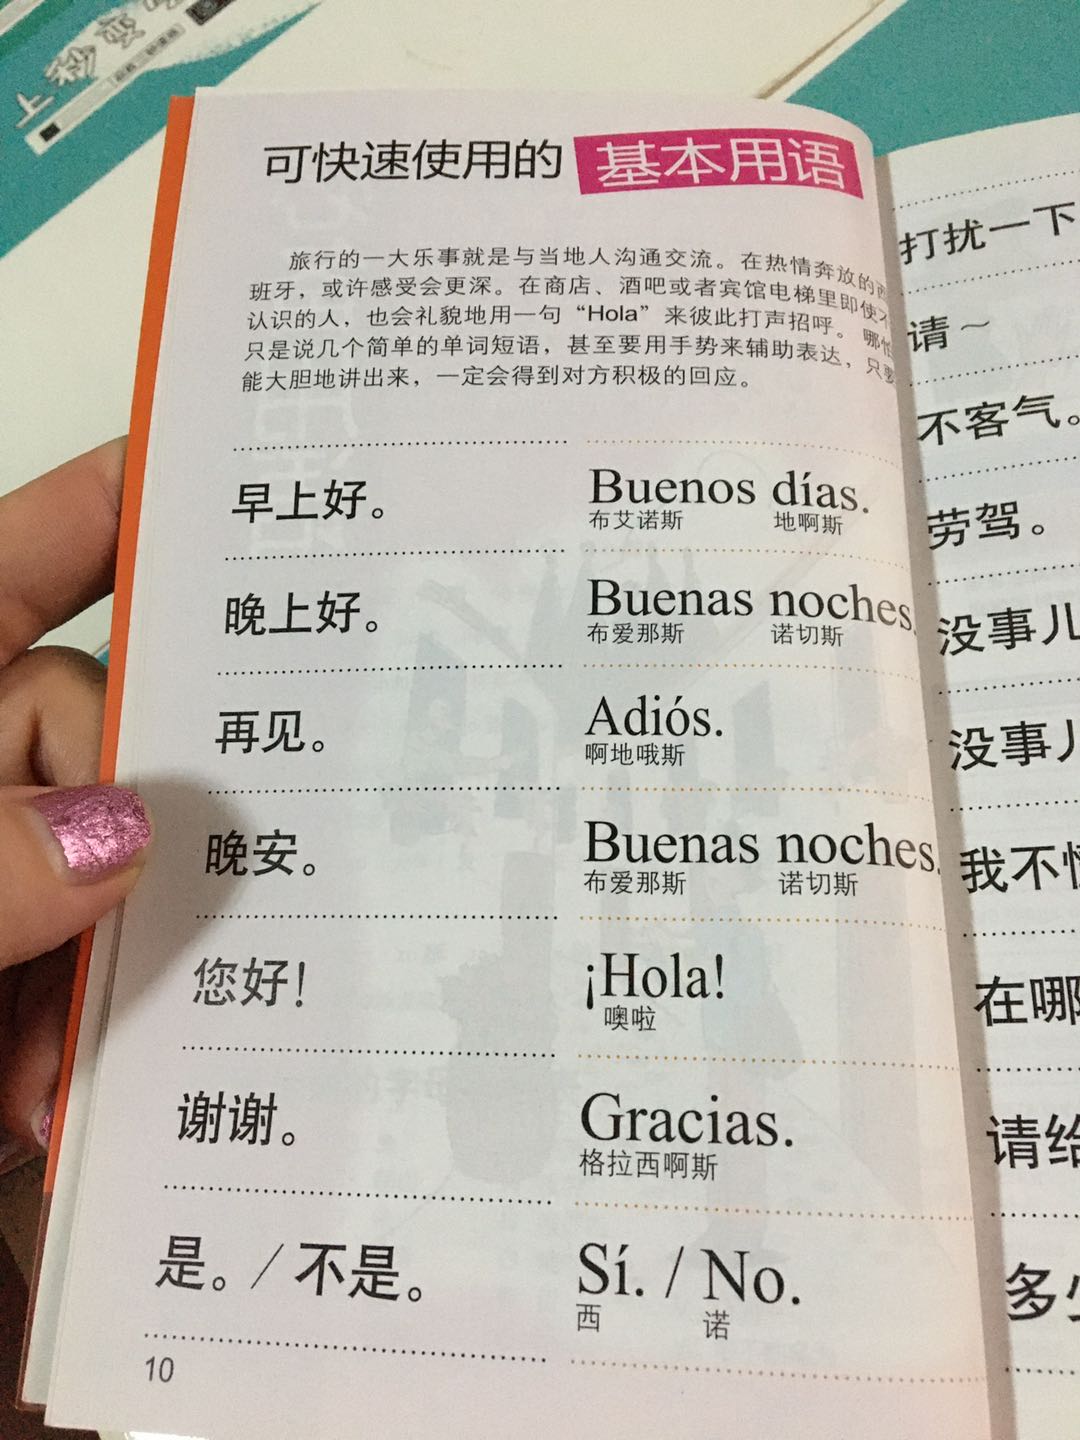 上秒变
可快速使用的 基本用语
旅行的一大乐事就是与当地人沟通交流。在热情奔放的西
班牙，或许感受会更深。在商店、酒吧或者宾馆电梯里即使不
认识的人，也会礼貌地用一句“Hola”来彼此打声招呼。哪怕
只是说几个简单的单词短语，甚至要用手势来辅助表达，只要
能大胆地讲出来，一定会得到对方积极的回应。
早上好。 Buenos días.
布艾诺斯 地啊斯
晚上好。 Buenas noches.
布爱那斯 诺切斯
再见。 Adiós.
啊地哦斯
晚安。 Buenas noches.
布爱那斯 诺切斯
您好！ ¡Hola!
噢啦
谢谢。 Gracias.
格拉西啊斯
是。/ 不是。 Sí. / No.
西 诺
10
打扰一下
请～
不客气。
劳驾。
没事儿
没事儿
我不懂
在哪
请给
多少